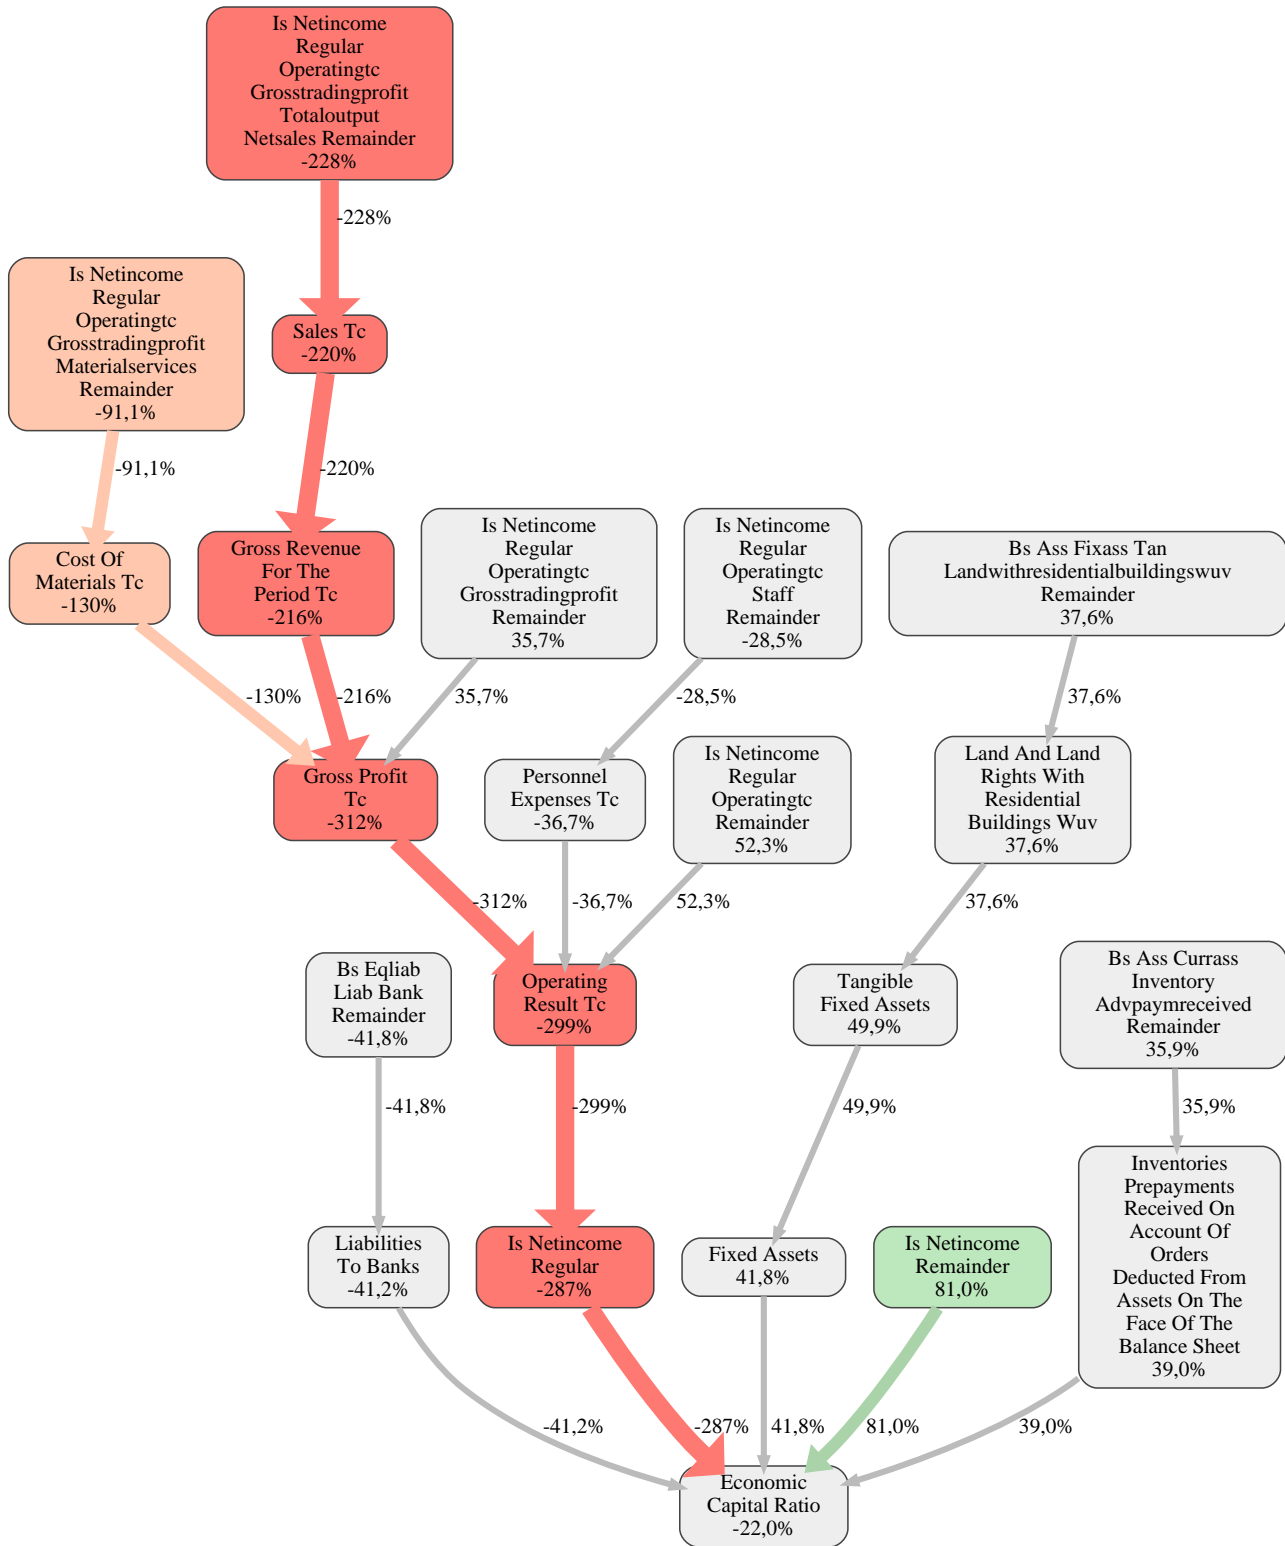 Is Netincome
Regular
Operatingtc
Grosstradingprofit
Totaloutput
Netsales Remainder
-228%
-228%
Is Netincome
Regular
Operatingtc
Grosstradingprofit
Materialservices
Remainder
-91,1%
Sales Tc
-220%
-91,1%
-220%
Cost Of
Materials Tc
-130%
Gross Revenue
For The
Period Tc
-216%
Is Netincome
Regular
Operatingtc
Grosstradingprofit
Remainder
35,7%
Is Netincome
Regular
Operatingtc
Staff
Remainder
-28,5%
Bs Ass Fixass Tan
Landwithresidentialbuildingswuv
Remainder
37,6%
-130%
-216%
35,7%
-28,5%
37,6%
Gross Profit
Tc
-312%
Personnel
Expenses Tc
-36,7%
Is Netincome
Regular
Operatingtc
Remainder
52,3%
Land And Land
Rights With
Residential
Buildings Wuv
37,6%
-312%
-36,7%
52,3%
37,6%
Bs Eqliab
Liab Bank
Remainder
-41,8%
Operating
Result Tc
-299%
Tangible
Fixed Assets
49,9%
Bs Ass Currass
Inventory
Advpaymreceived
Remainder
35,9%
-41,8%
-299%
49,9%
35,9%
Liabilities
To Banks
-41,2%
Is Netincome
Regular
-287%
Fixed Assets
41,8%
Is Netincome
Remainder
81,0%
Inventories
Prepayments
Received On
Account Of
Orders
Deducted From
Assets On The
Face Of The
Balance Sheet
39,0%
-41,2%
-287%
41,8%
81,0%
39,0%
Economic
Capital Ratio
-22,0%